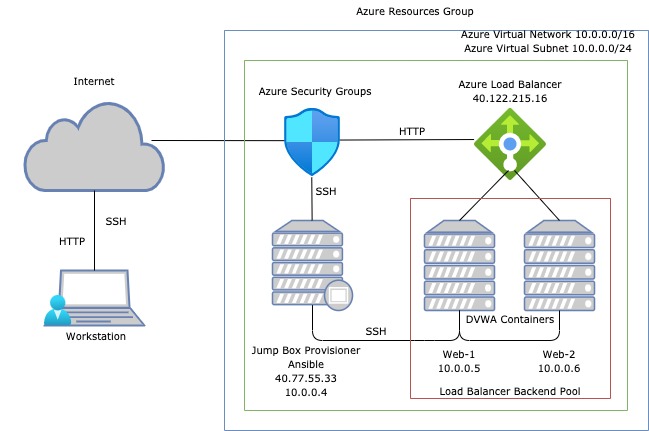 Azure Resources Group
Azure Virtual Network 10.0.0.0/16
Azure Virtual Subnet 10.0.0.0/24
Internet
Azure Security Groups
Azure Load Balancer
40.122.215.16
HTTP
SSH
SSH
HTTP
Workstation
DVWA Containers
SSH
Jump Box Provisioner
Ansible
40.77.55.33
10.0.0.4
Web-1
10.0.0.5
Web-2
10.0.0.6
Load Balancer Backend Pool